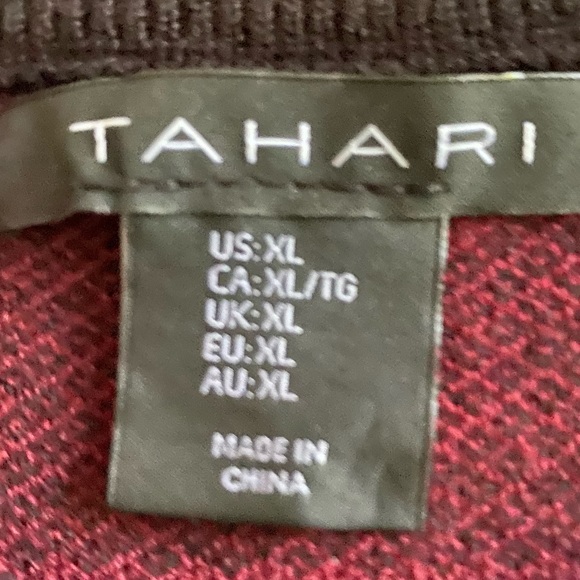 TAHARI
US:XL
CA:XL/TG
UK:XL
EU:XL
AU:XL
MADE IN
CHINA